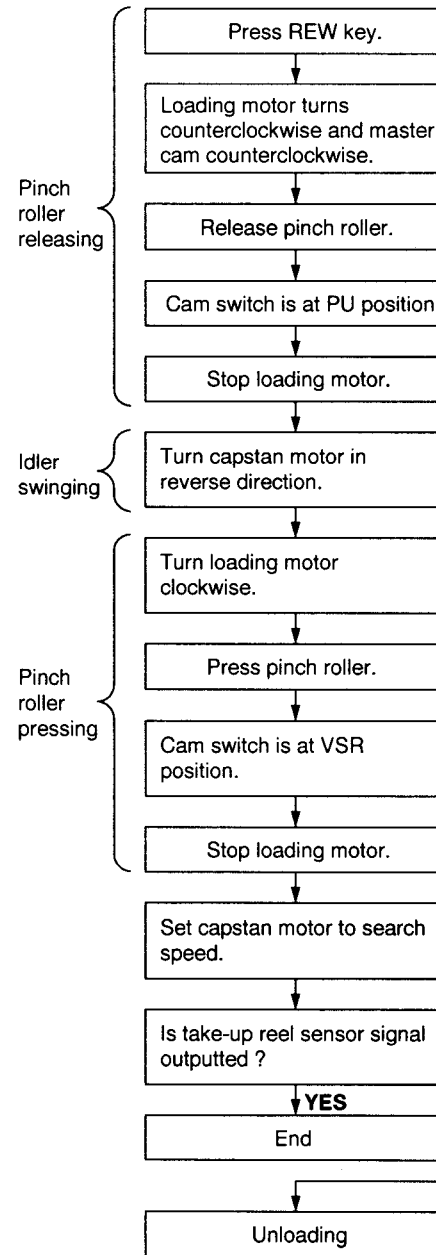 Press REW key.
Loading motor turns
counterclockwise and master
cam counterclockwise.
Pinch
roller
releasing
Release pinch roller.
Cam switch is at PU position
Stop loading motor.
Idler
swinging
Turn capstan motor in
reverse direction.
Turn loading motor
clockwise.
Pinch
roller
pressing
Press pinch roller.
Cam switch is at VSR
position.
Stop loading motor.
Set capstan motor to search
speed.
Is take-up reel sensor signal
outputted ?
YES
End
Unloading